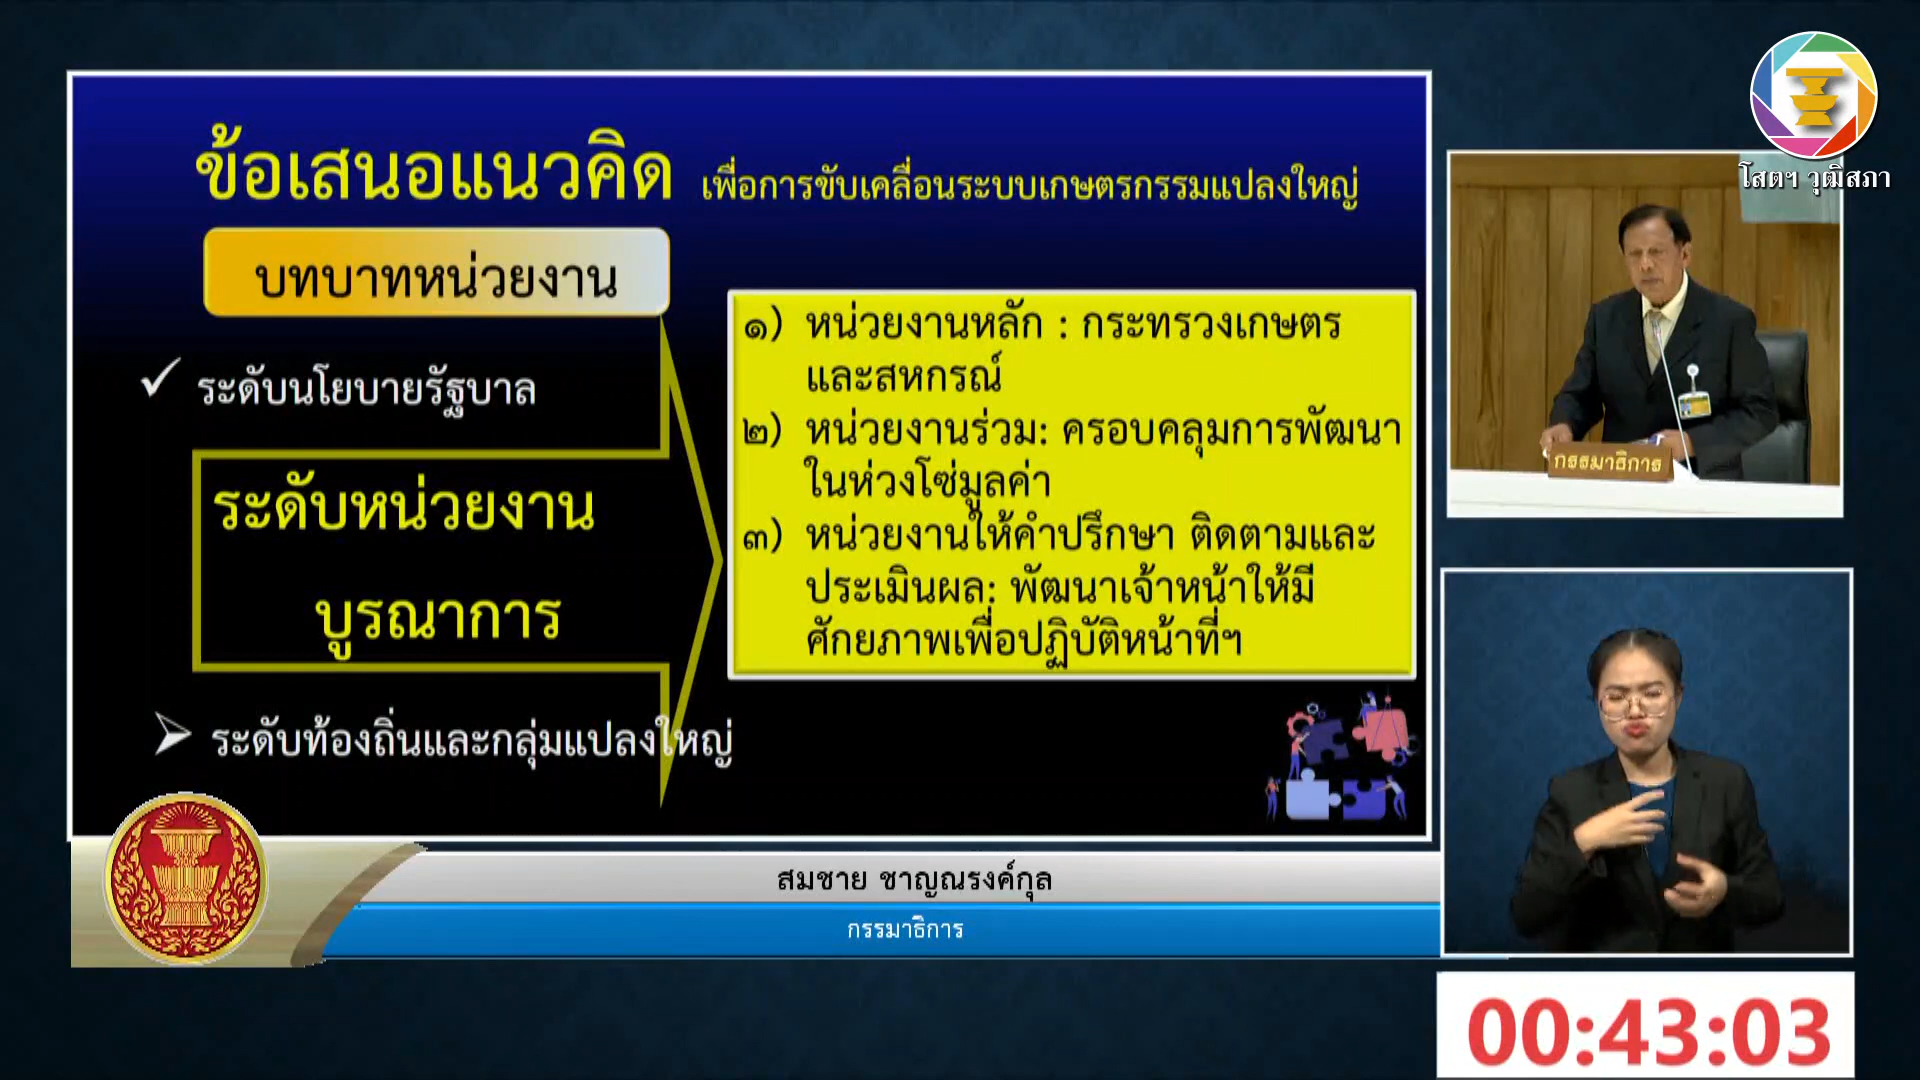 โสตฯ วุฒิสภา
ข้อเสนอแนวคิด เพื่อการขับเคลื่อนระบบเกษตรกรรมแปลงใหญ่
บทบาทหน่วยงาน
ระดับนโยบายรัฐบาล
ระดับหน่วยงาน
บูรณาการ
ระดับท้องถิ่นและกลุ่มแปลงใหญ่
๑) หน่วยงานหลัก : กระทรวงเกษตร
และสหกรณ์
๒) หน่วยงานร่วม: ครอบคลุมการพัฒนา
ในห่วงโซ่มูลค่า
๓) หน่วยงานให้คำปรึกษา ติดตามและ
ประเมินผล: พัฒนาเจ้าหน้าให้มี
ศักยภาพเพื่อปฏิบัติหน้าที่ฯ
กรรมาธิการ
สมชาย ชาญณรงค์กุล
กรรมาธิการ
00:43:03